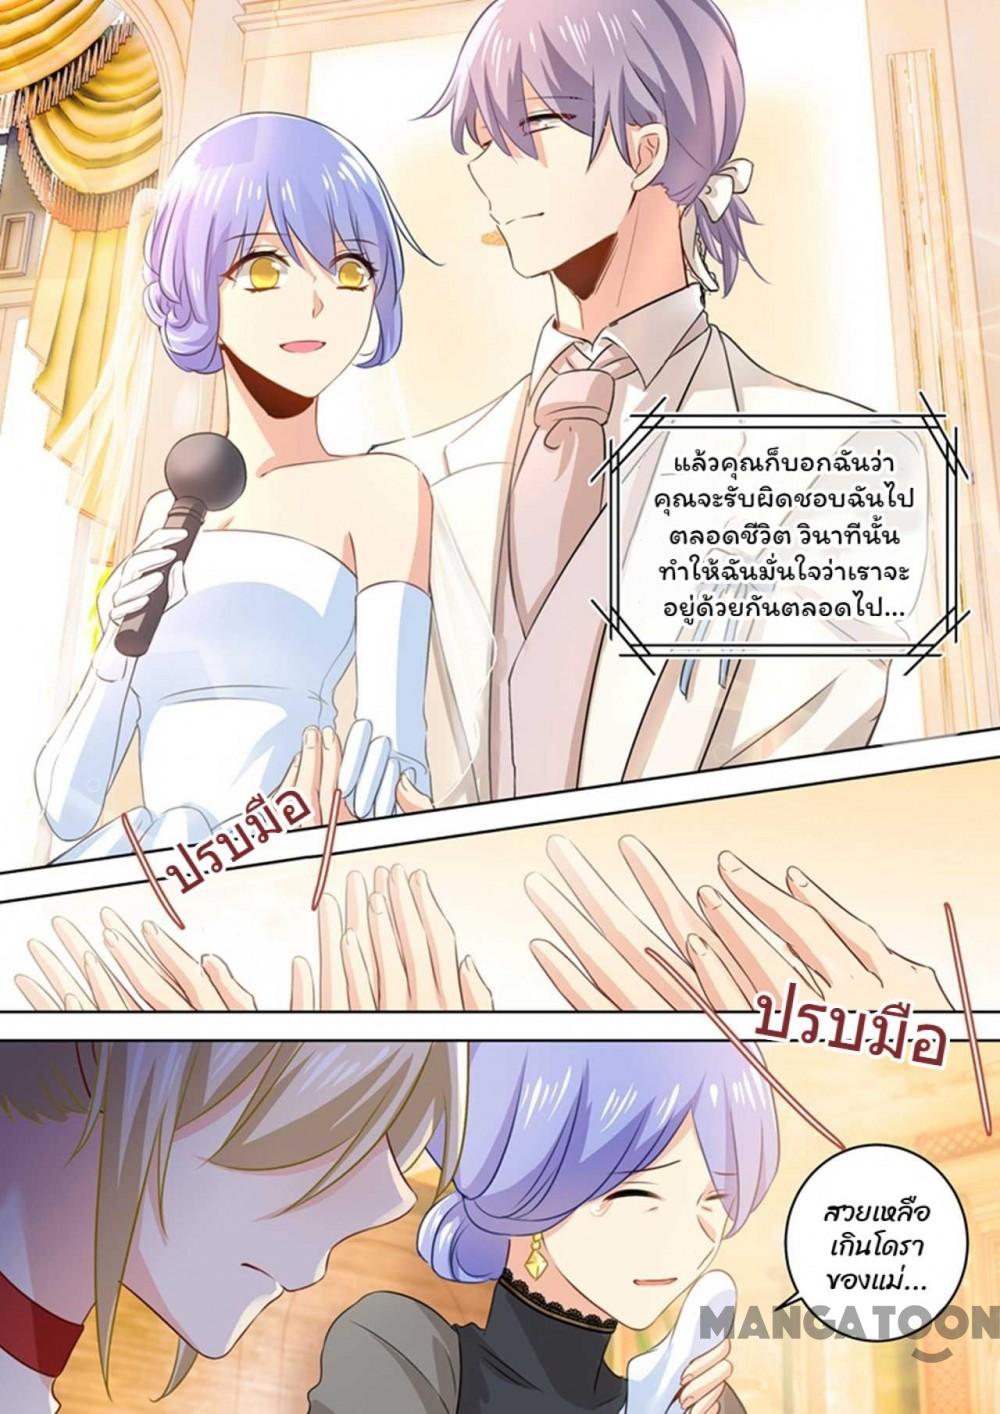 แล้วคุณก็บอกฉันว่า
คุณจะรับผิดชอบฉันไป
ตลอดชีวิต วินาทีนั้น
ทำให้ฉันมั่นใจว่าเราจะ
อยู่ด้วยกันตลอดไป...
ปรบมือ
ปรบมือ
สวยเหลือ
เกินโดรา
ของแม่...
MANGATOON